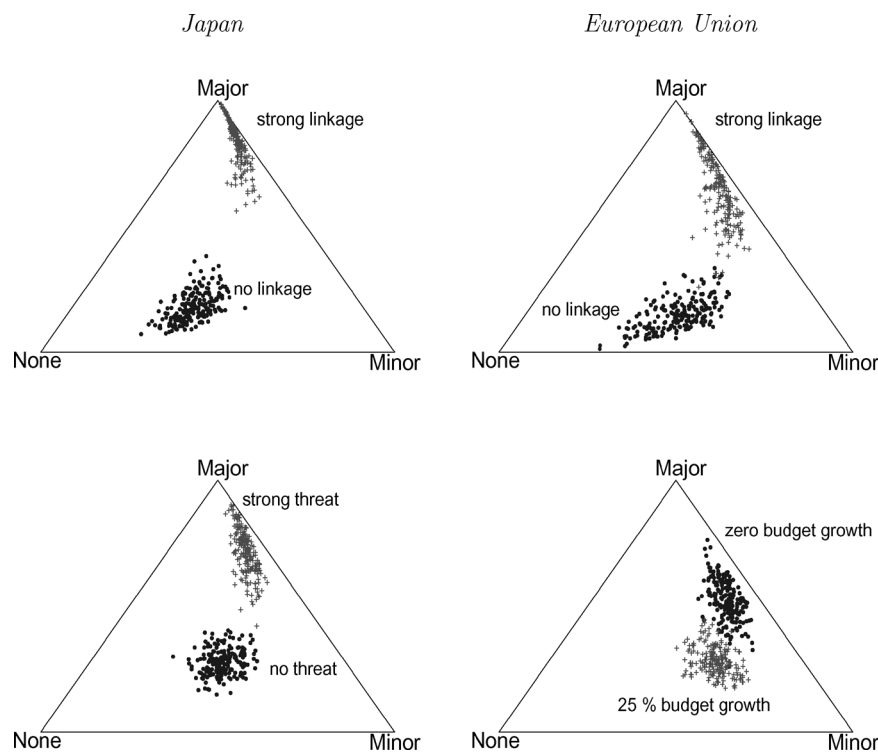 Japan
European Union
Major
strong linkage
no linkage
None
Minor
Major
strong linkage
no linkage
None
Minor
Major
strong threat
no threat
None
Minor
Major
zero budget growth
25 % budget growth
None
Minor